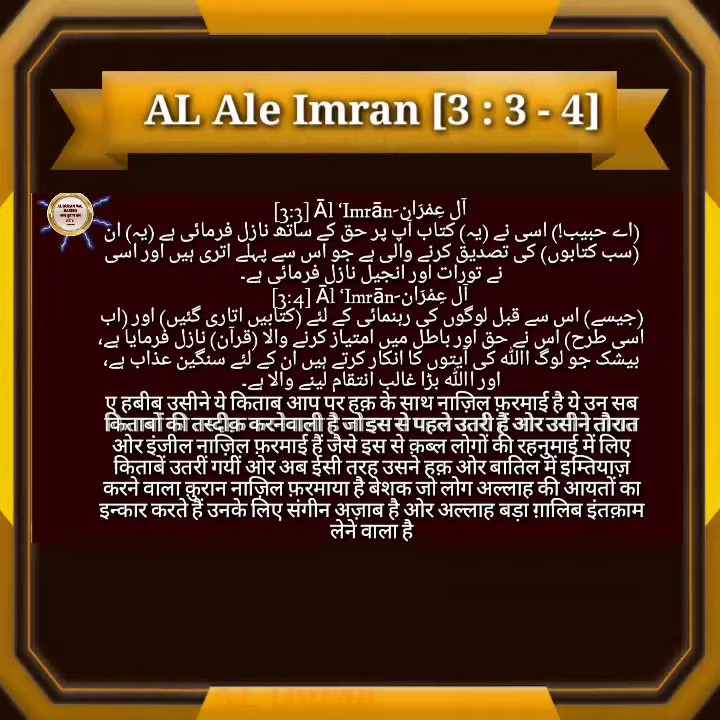 AL Ale Imran [3 : 3 - 4]
آل عِمْرَان-Āl ‘Imrān [3:3]
(اے حبیب!) اسی نے (یہ) کتاب آپ پر حق کے ساتھ نازل فرمائی ہے (یہ) ان
(سب کتابوں) کی تصدیق کرنے والی ہے جو اس سے پہلے اتری ہیں اور اسی
نے تورات اور انجیل نازل فرمائی ہے۔
آل عِمْرَان-Āl ‘Imrān [3:4]
(جیسے) اس سے قبل لوگوں کی رہنمائی کے لئے (کتابیں اتاری گئیں) اور (اب
اسی طرح) اس نے حق اور باطل میں امتیاز کرنے والا (قرآن) نازل فرمایا ہے،
بیشک جو لوگ اﷲ کی آیتوں کا انکار کرتے ہیں ان کے لئے سنگین عذاب ہے،
اور اﷲ بڑا غالب انتقام لینے والا ہے۔
ए हबीब उसीने ये किताब आप पर हक़ के साथ नाज़िल फ़रमाई है ये उन सब
किताबों की तस्दीक़ करनेवाली है जो इस से पहले उतरी हैं ओर उसीने तौरात
ओर इंजील नाज़िल फ़रमाई हैं जैसे इस से क़ब्ल लोगों की रहनुमाई में लिए
किताबें उतरीं गयीं ओर अब ईसी तरह उसने हक़ ओर बातिल में इम्तियाज़
करने वाला क़ुरान नाज़िल फ़रमाया है बेशक जो लोग अल्लाह की आयतों का
इन्कार करते हैं उनके लिए संगीन अज़ाब है ओर अल्लाह बड़ा ग़ालिब इंतक़ाम
लेने वाला है